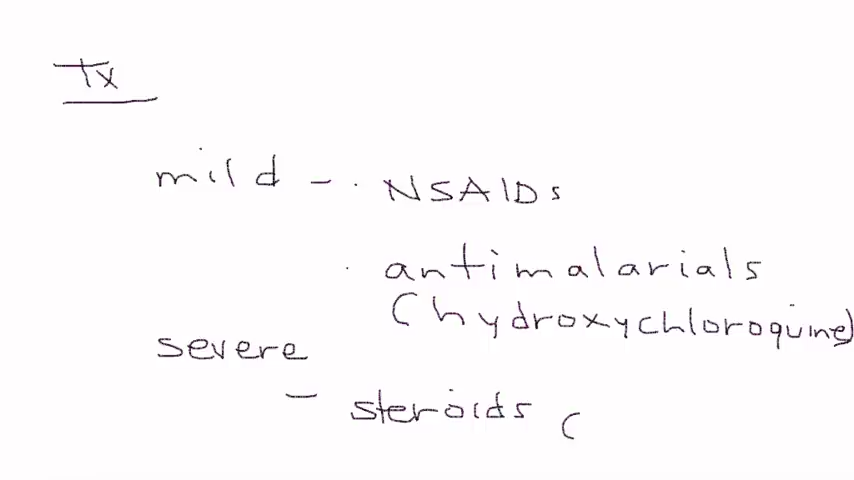 Tx
mild - · NSAIDs
· antimalarials
(hydroxychloroquine)
severe
- steroids (